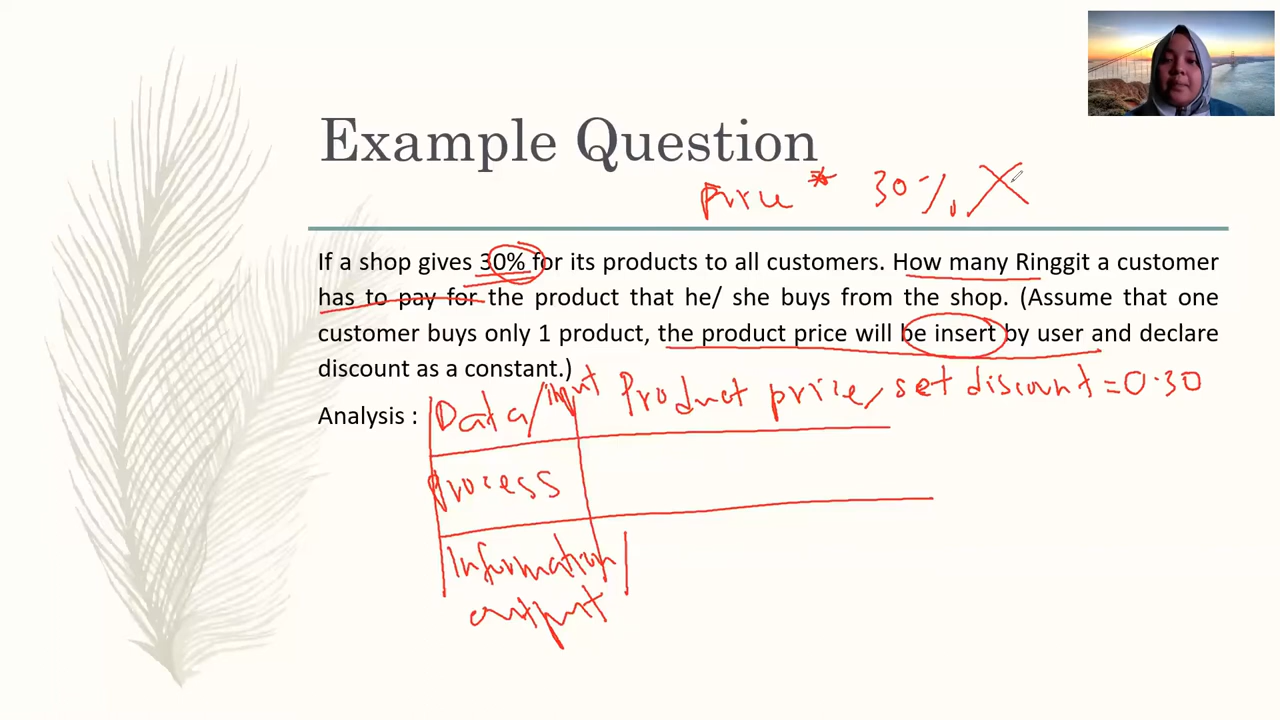 Example Question
Price * 30% X
If a shop gives 30% for its products to all customers. How many Ringgit a customer
has to pay for the product that he/ she buys from the shop. (Assume that one
customer buys only 1 product, the product price will be insert by user and declare
discount as a constant.)
Analysis :
Data/input Product price, set discount = 0.30
Process
Information/
output